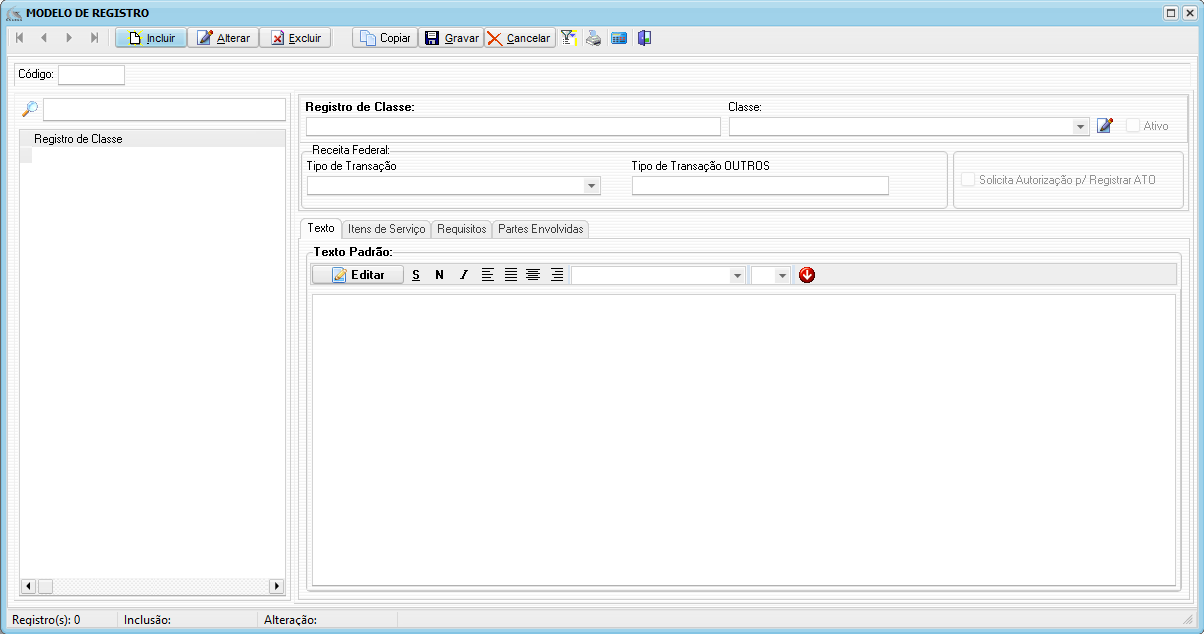 MODELO DE REGISTRO
Incluir Alterar Excluir Copiar Gravar Cancelar
Código:
Registro de Classe: Classe:
Ativo
Registro de Classe
Receita Federal:
Tipo de Transação Tipo de Transação OUTROS
Solicita Autorização p/ Registrar ATO
Texto Itens de Serviço Requisitos Partes Envolvidas
Texto Padrão:
Editar S N I
Registro(s): 0 Inclusão: Alteração: